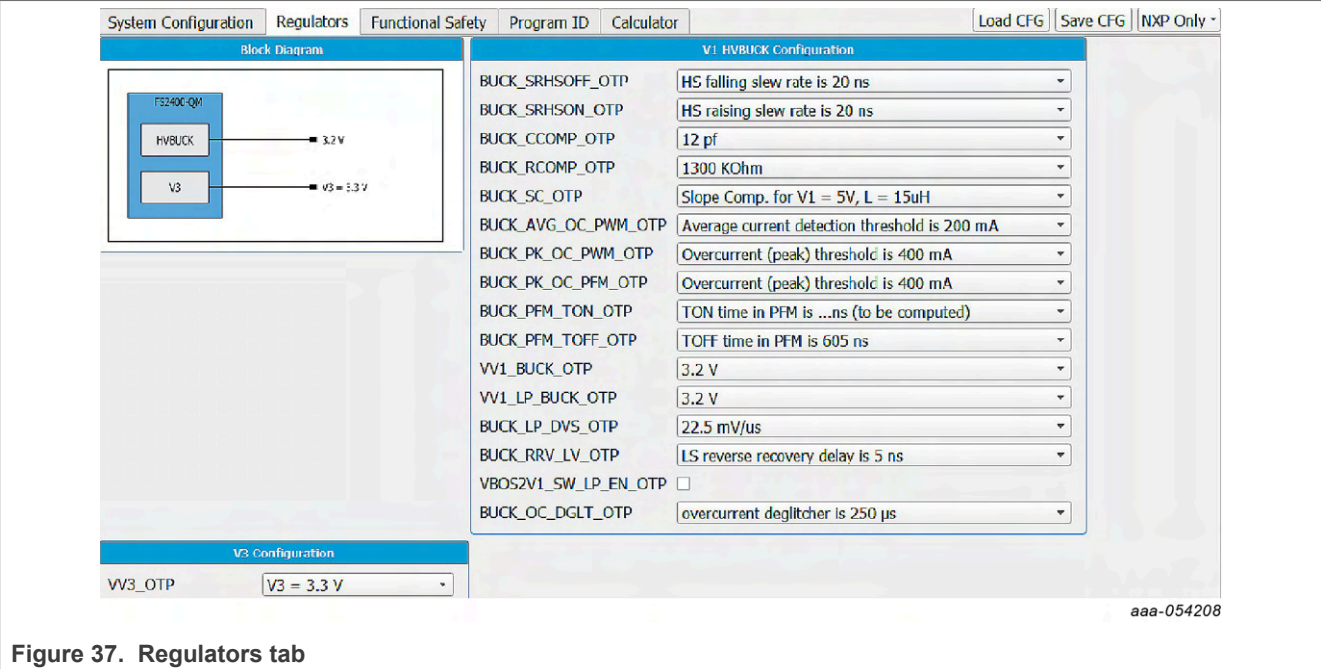 System Configuration Regulators Functional Safety Program ID Calculator Load CFG Save CFG NXP Only
Block Diagram
FS2400-QM
HVBUCK 3.2 V
V3 V3 = 3.3 V
V1 HVBUCK Configuration
BUCK_SRHSOFF_OTP HS falling slew rate is 20 ns
BUCK_SRHSON_OTP HS raising slew rate is 20 ns
BUCK_CCOMP_OTP 12 pf
BUCK_RCOMP_OTP 1300 KOhm
BUCK_SC_OTP Slope Comp. for V1 = 5V, L = 15uH
BUCK_AVG_OC_PWM_OTP Average current detection threshold is 200 mA
BUCK_PK_OC_PWM_OTP Overcurrent (peak) threshold is 400 mA
BUCK_PK_OC_PFM_OTP Overcurrent (peak) threshold is 400 mA
BUCK_PFM_TON_OTP TON time in PFM is ...ns (to be computed)
BUCK_PFM_TOFF_OTP TOFF time in PFM is 605 ns
VV1_BUCK_OTP 3.2 V
VV1_LP_BUCK_OTP 3.2 V
BUCK_LP_DVS_OTP 22.5 mV/us
BUCK_RRV_LV_OTP LS reverse recovery delay is 5 ns
VBOS2V1_SW_LP_EN_OTP
BUCK_OC_DGLT_OTP overcurrent deglitcher is 250 µs
V3 Configuration
VV3_OTP V3 = 3.3 V
aaa-054208
Figure 37. Regulators tab